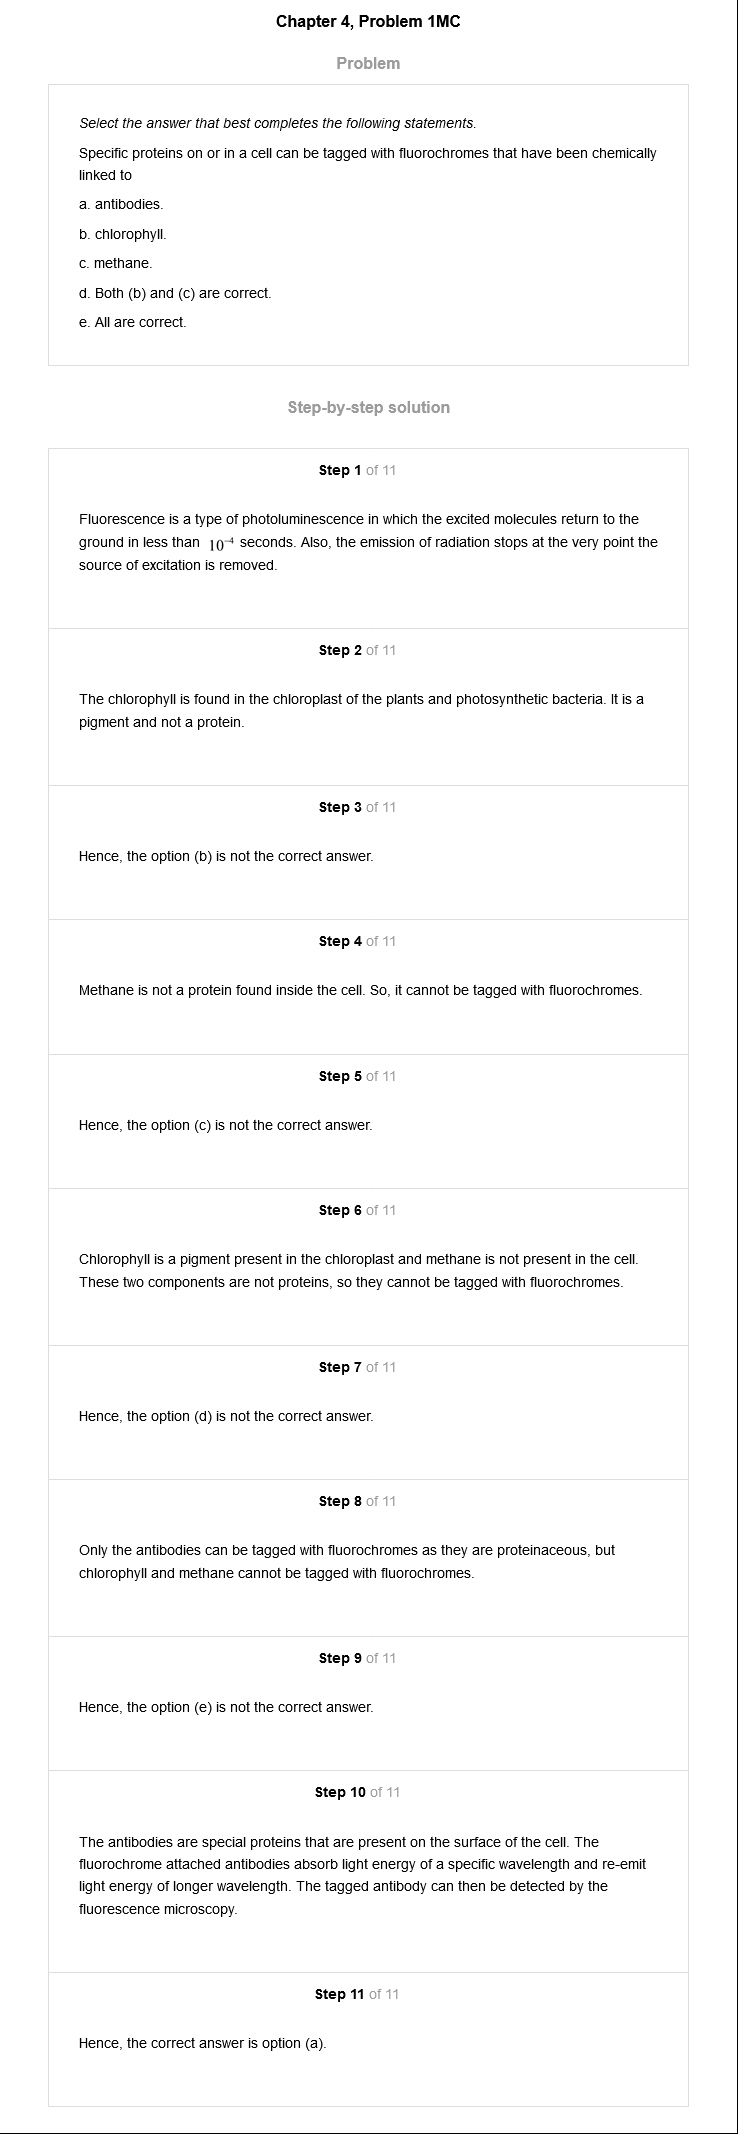 Chapter 4, Problem 1MC
Problem
Select the answer that best completes the following statements.
Specific proteins on or in a cell can be tagged with fluorochromes that have been chemically
linked to
a. antibodies.
b. chlorophyll.
c. methane.
d. Both (b) and (c) are correct.
e. All are correct.
Step-by-step solution
Step 1 of 11
Fluorescence is a type of photoluminescence in which the excited molecules return to the
ground in less than 10⁻⁴ seconds. Also, the emission of radiation stops at the very point the
source of excitation is removed.
Step 2 of 11
The chlorophyll is found in the chloroplast of the plants and photosynthetic bacteria. It is a
pigment and not a protein.
Step 3 of 11
Hence, the option (b) is not the correct answer.
Step 4 of 11
Methane is not a protein found inside the cell. So, it cannot be tagged with fluorochromes.
Step 5 of 11
Hence, the option (c) is not the correct answer.
Step 6 of 11
Chlorophyll is a pigment present in the chloroplast and methane is not present in the cell.
These two components are not proteins, so they cannot be tagged with fluorochromes.
Step 7 of 11
Hence, the option (d) is not the correct answer.
Step 8 of 11
Only the antibodies can be tagged with fluorochromes as they are proteinaceous, but
chlorophyll and methane cannot be tagged with fluorochromes.
Step 9 of 11
Hence, the option (e) is not the correct answer.
Step 10 of 11
The antibodies are special proteins that are present on the surface of the cell. The
fluorochrome attached antibodies absorb light energy of a specific wavelength and re-emit
light energy of longer wavelength. The tagged antibody can then be detected by the
fluorescence microscopy.
Step 11 of 11
Hence, the correct answer is option (a).